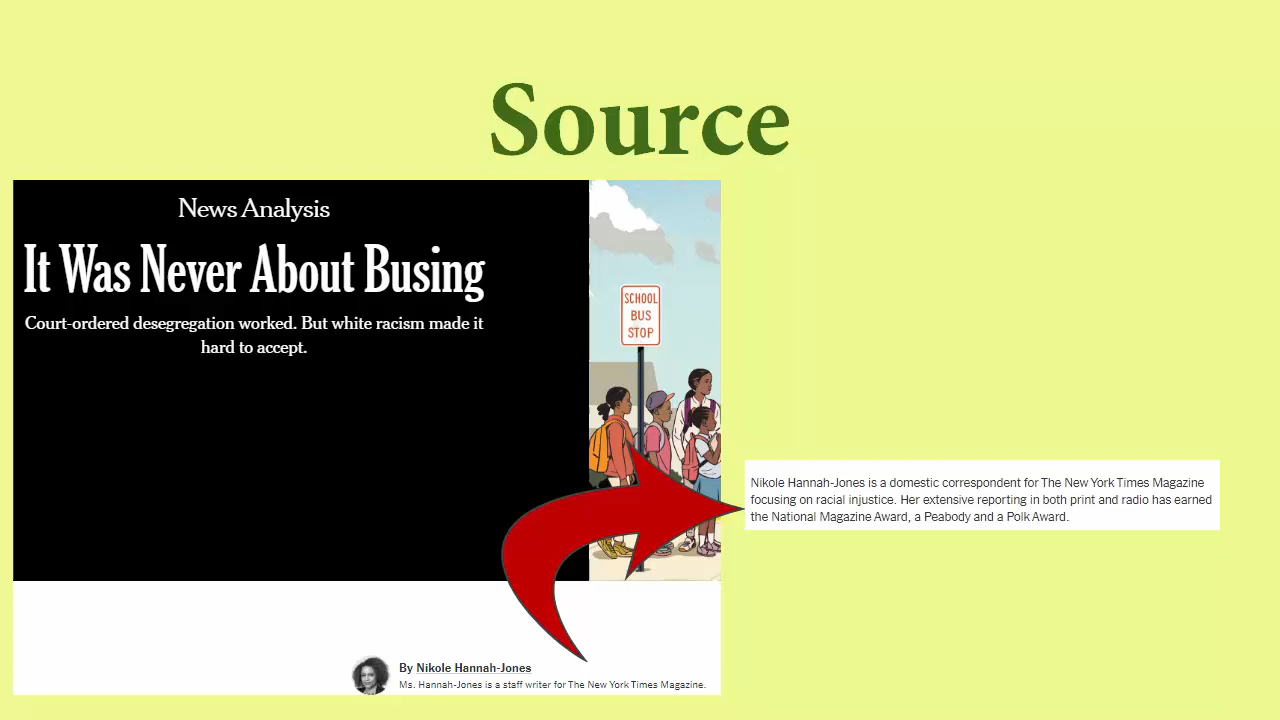 Source
News Analysis
It Was Never About Busing
Court-ordered desegregation worked. But white racism made it
hard to accept.
SCHOOL
BUS
STOP
Nikole Hannah-Jones is a domestic correspondent for The New York Times Magazine
focusing on racial injustice. Her extensive reporting in both print and radio has earned
the National Magazine Award, a Peabody and a Polk Award.
By Nikole Hannah-Jones
Ms. Hannah-Jones is a staff writer for The New York Times Magazine.